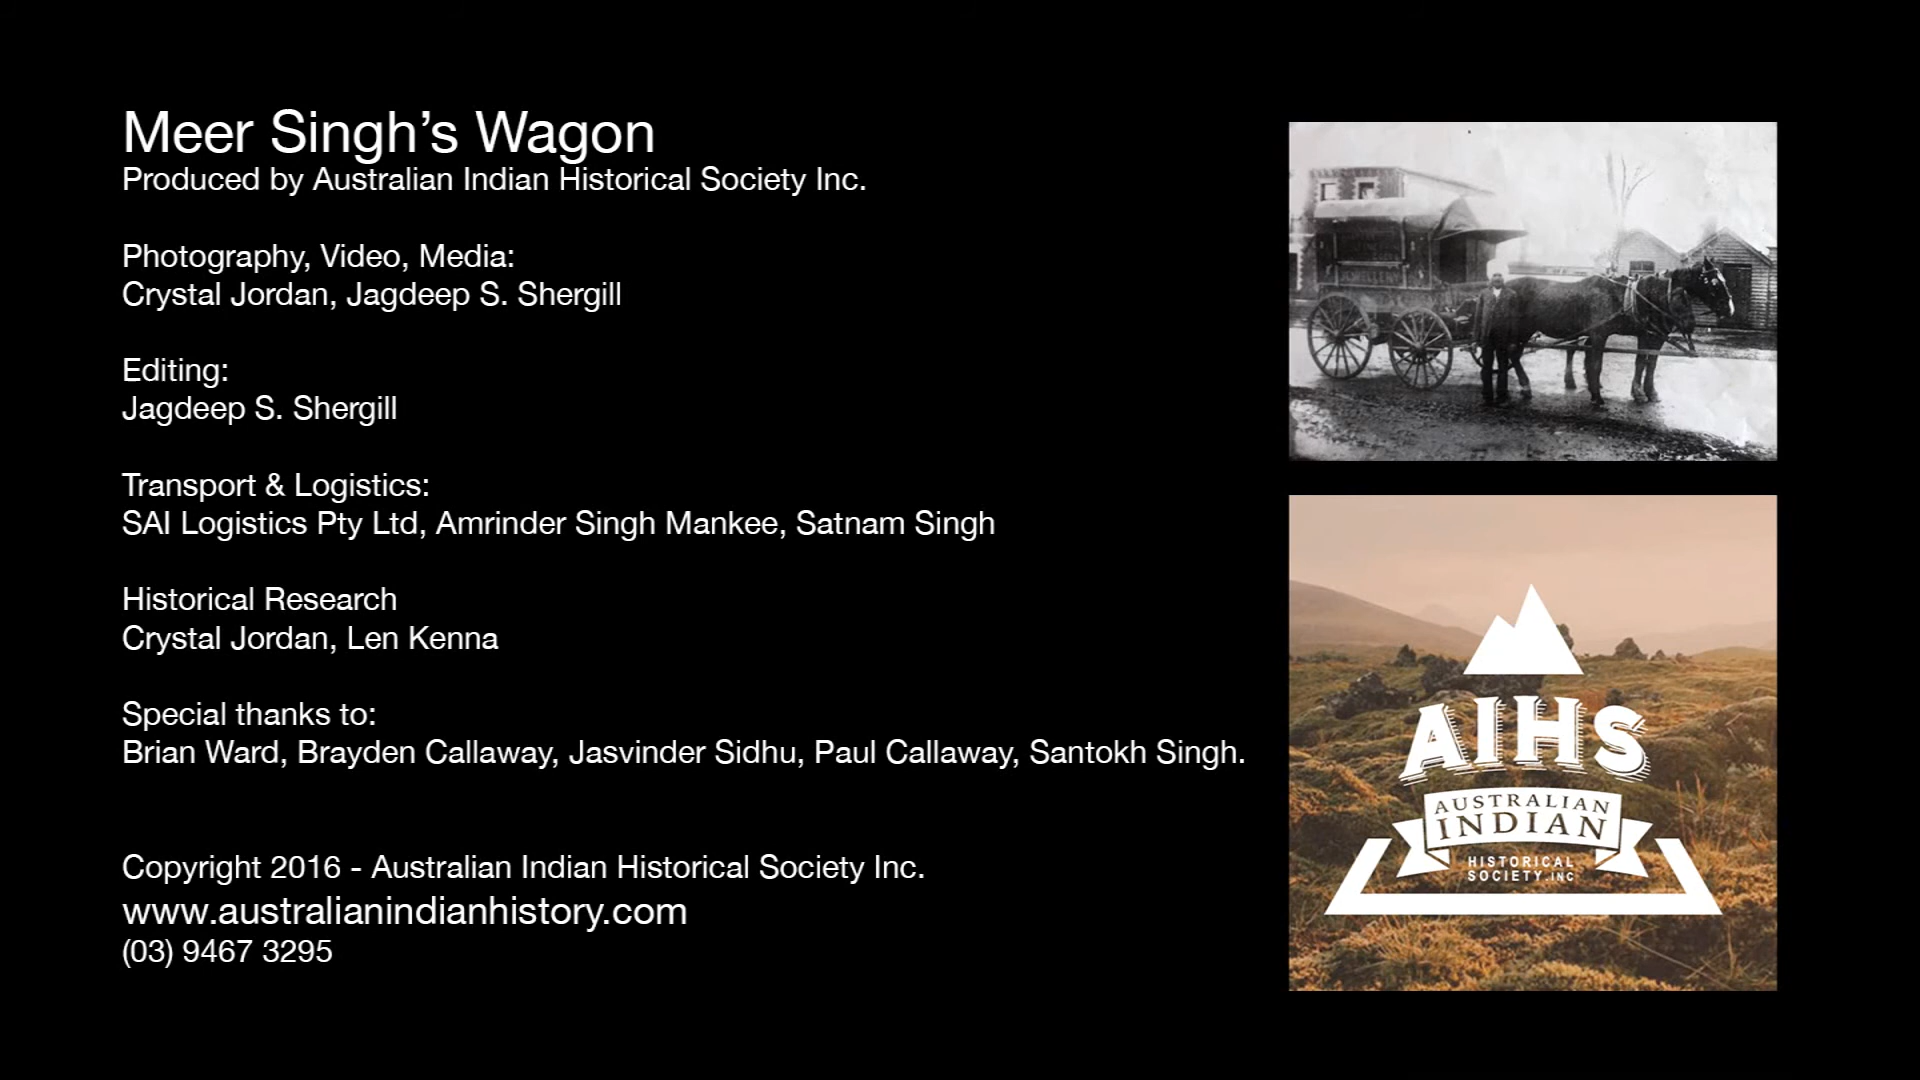 Meer Singh’s Wagon
Produced by Australian Indian Historical Society Inc.
Photography, Video, Media:
Crystal Jordan, Jagdeep S. Shergill
Editing:
Jagdeep S. Shergill
Transport & Logistics:
SAI Logistics Pty Ltd, Amrinder Singh Mankee, Satnam Singh
Historical Research
Crystal Jordan, Len Kenna
Special thanks to:
Brian Ward, Brayden Callaway, Jasvinder Sidhu, Paul Callaway, Santokh Singh.
Copyright 2016 - Australian Indian Historical Society Inc.
www.australianindianhistory.com
(03) 9467 3295
JEWELLERY
AIHS
AUSTRALIAN
INDIAN
HISTORICAL
SOCIETY.INC